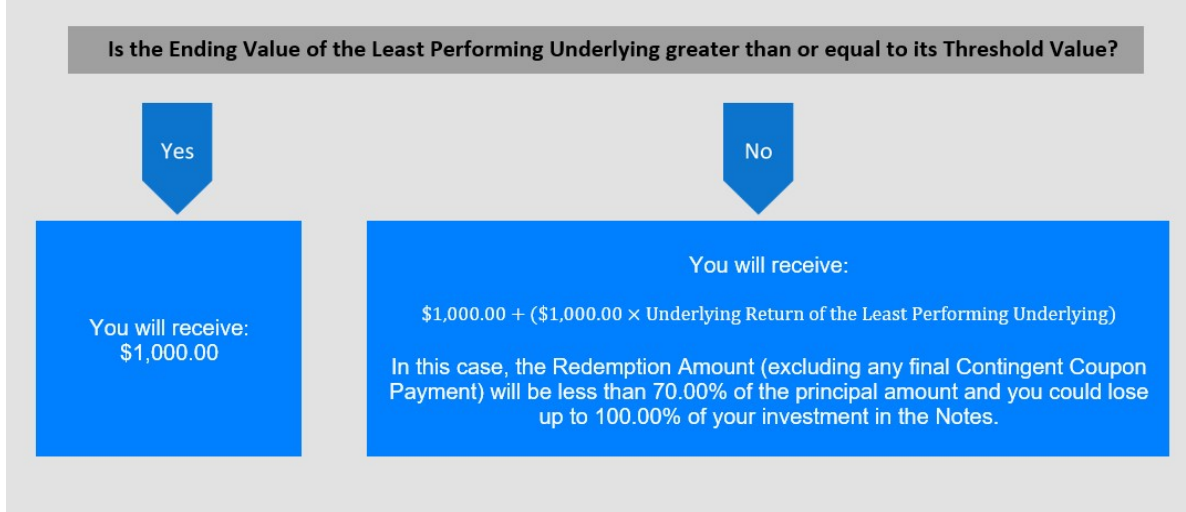 Is the Ending Value of the Least Performing Underlying greater than or equal to its Threshold Value?
Yes
No
You will receive:
$1,000.00
You will receive:
$1,000.00 + ($1,000.00 × Underlying Return of the Least Performing Underlying)
In this case, the Redemption Amount (excluding any final Contingent Coupon
Payment) will be less than 70.00% of the principal amount and you could lose
up to 100.00% of your investment in the Notes.